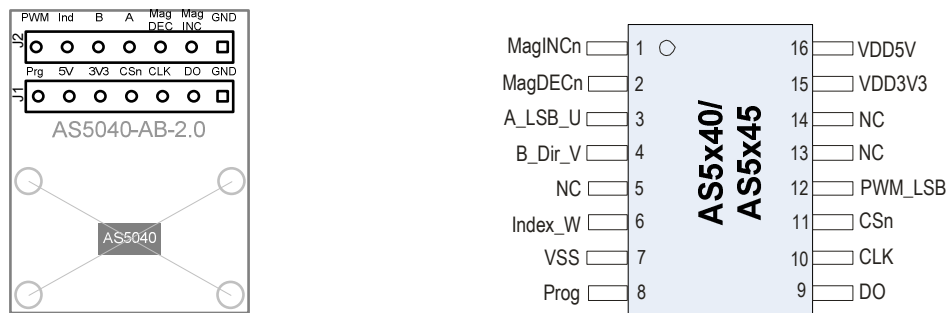 PWM Ind B A Mag DEC Mag INC GND
J2
Prg 5V 3V3 CSn CLK DO GND
J1
AS5040-AB-2.0
AS5040
MagINCn 1 16 VDD5V
MagDECn 2 15 VDD3V3
A_LSB_U 3 14 NC
B_Dir_V 4 13 NC
NC 5 12 PWM_LSB
Index_W 6 11 CSn
VSS 7 10 CLK
Prog 8 9 DO
AS5x40/
AS5x45